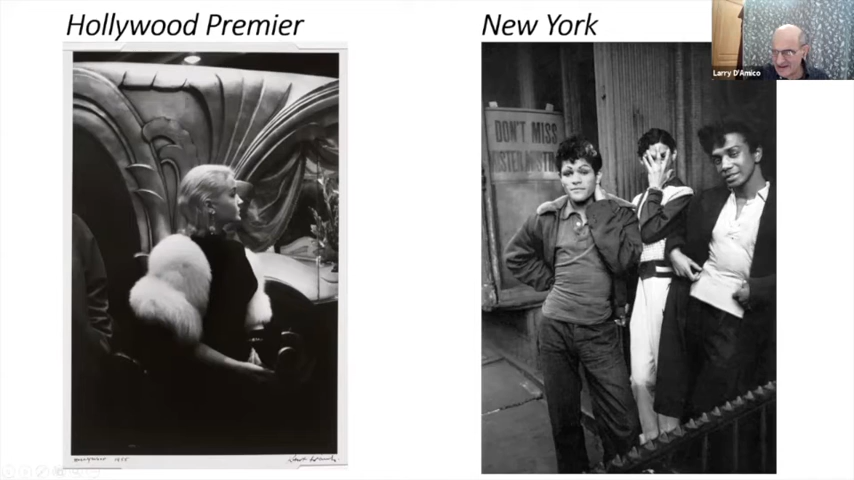 Hollywood Premier
New York
Larry D'Amico
DON'T MISS